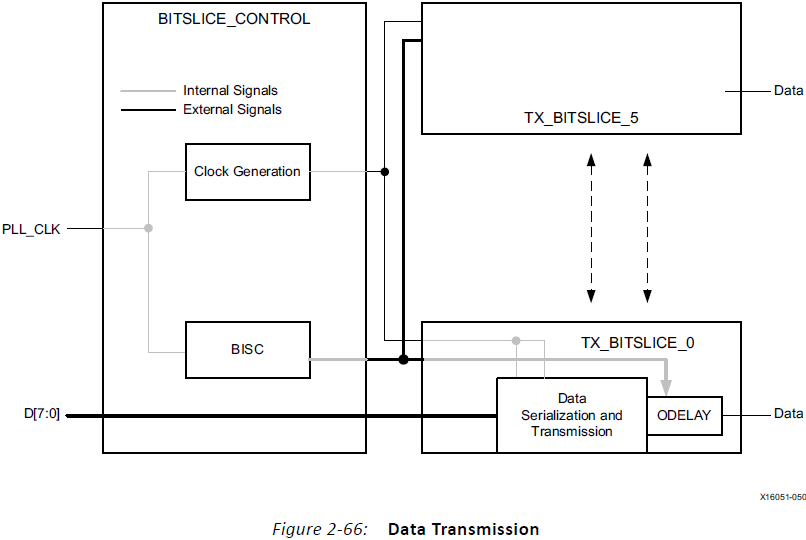 BITSLICE_CONTROL
Internal Signals
External Signals
Data
TX_BITSLICE_5
Clock Generation
PLL_CLK
BISC
TX_BITSLICE_0
D[7:0]
Data
Serialization and
Transmission
ODELAY
Data
X16051-050
Figure 2-66: Data Transmission